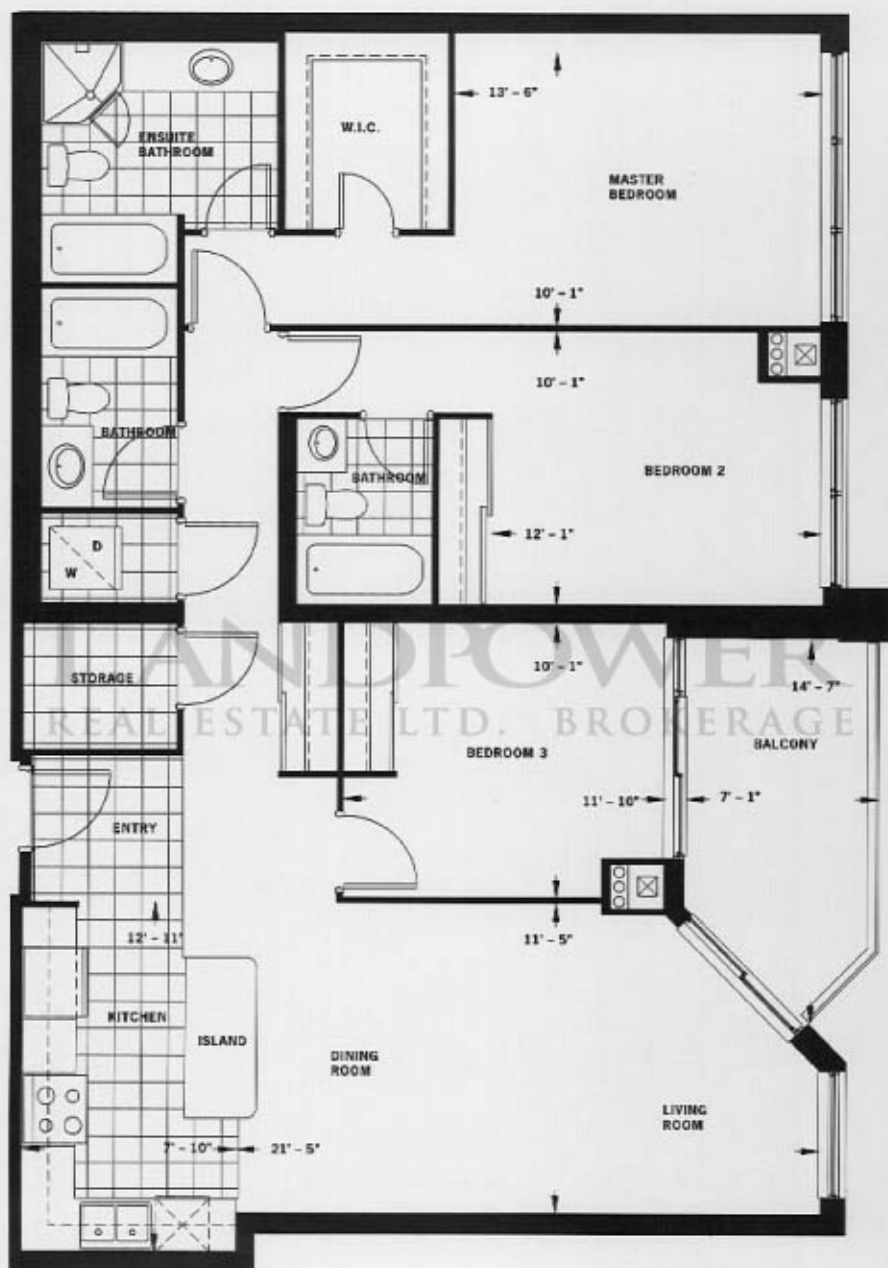 13' - 6"
ENSUITE
BATHROOM
W.I.C.
MASTER
BEDROOM
10' - 1"
10' - 1"
BATHROOM
BATHROOM
BEDROOM 2
12' - 1"
D
W
LANDPOWER
REAL ESTATE LTD. BROKERAGE
STORAGE
10' - 1"
14' - 7"
BEDROOM 3
BALCONY
11' - 10"
7' - 1"
ENTRY
12' - 11"
11' - 5"
KITCHEN
ISLAND
DINING
ROOM
LIVING
ROOM
7' - 10"
21' - 5"